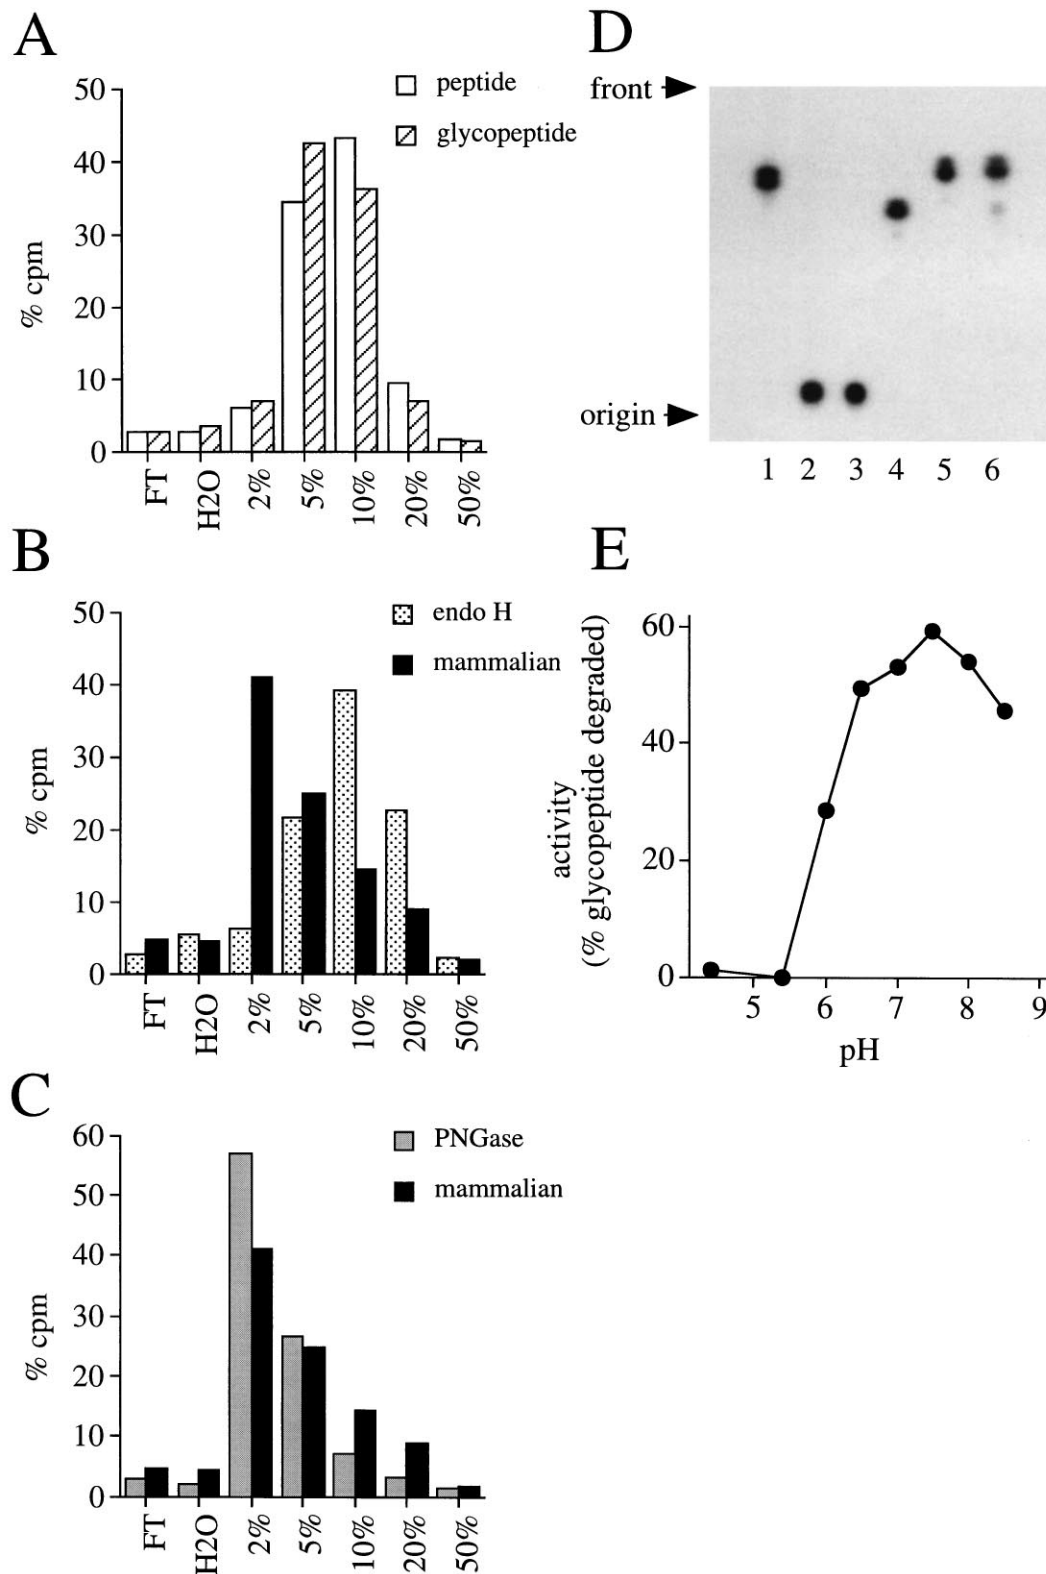 A
50
40
30
20
10
0
% cpm
peptide
glycopeptide
FT
H2O
2%
5%
10%
20%
50%
B
50
40
30
20
10
0
% cpm
endo H
mammalian
FT
H2O
2%
5%
10%
20%
50%
C
60
50
40
30
20
10
0
% cpm
PNGase
mammalian
FT
H2O
2%
5%
10%
20%
50%
D
front
origin
1 2 3 4 5 6
E
activity
(% glycopeptide degraded)
60
40
20
0
5 6 7 8 9
pH